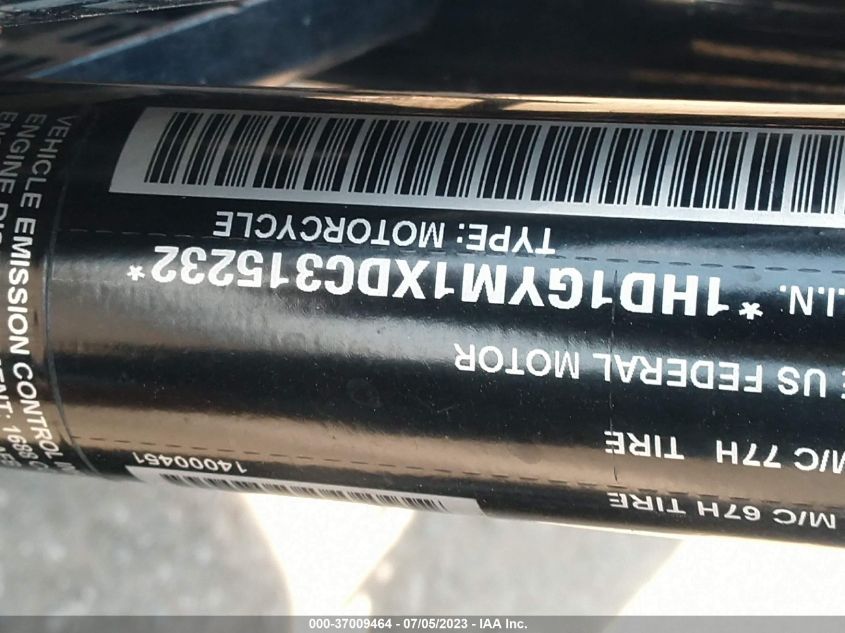 M/C 67H TIRE
14000451
M/C 77H TIRE
US FEDERAL MOTOR
V.I.N. *1HD1GYM1XDC315232*
TYPE: MOTORCYCLE
VEHICLE EMISSION CONTROL
ENGINE
000-37009464 - 07/05/2023 - IAA Inc.